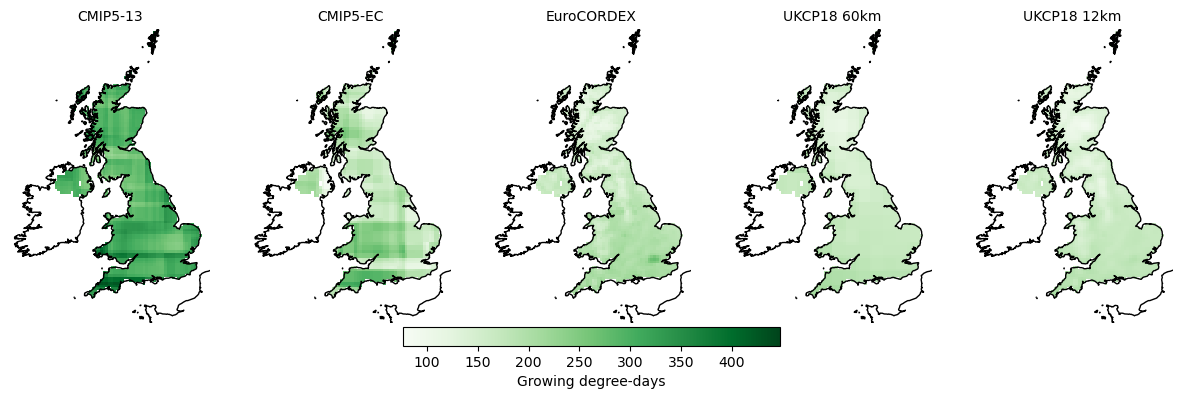 CMIP5-13 CMIP5-EC EuroCORDEX UKCP18 60km UKCP18 12km
100 150 200 250 300 350 400
Growing degree-days